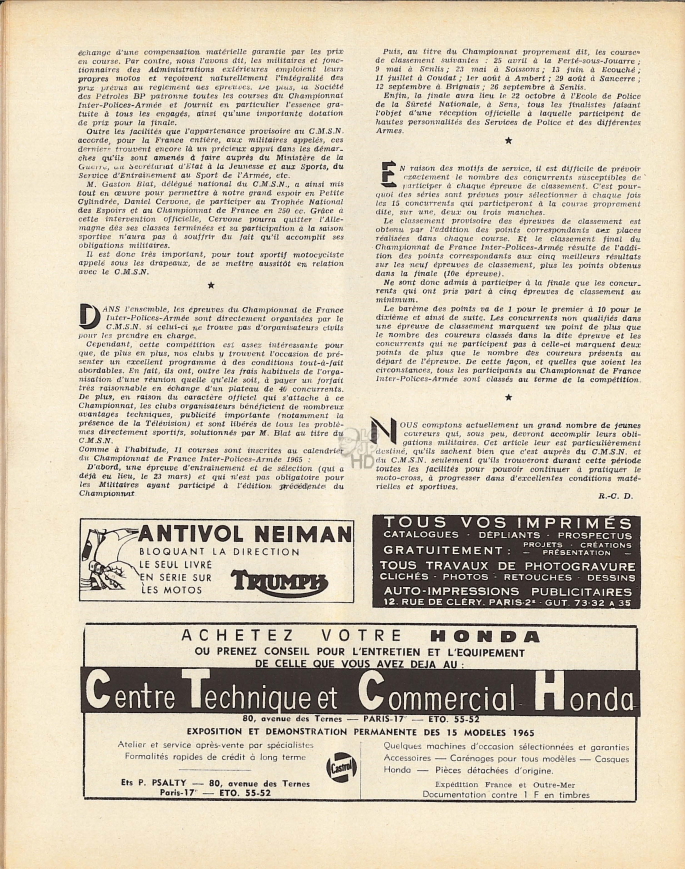 échange d'une compensation matérielle garantie par les prix
en course. Par contre, nous l'avons dit, les militaires et fonc-
tionnaires des Administrations extérieures emploient leurs
propres motos et reçoivent naturellement l'intégralité des
prix prévus au règlement des épreuves. De plus, la Société
des Pétroles BP patronne toutes les courses du Championnat
Inter-Polices-Armée et fournit en particulier l'essence gra-
tuite à tous les engagés, ainsi qu'une importante dotation
de prix pour la finale.
Outre les facilités que l'appartenance provisoire au C.M.S.N.
accorde, pour la France entière, aux militaires appelés, ces
derniers trouvent encore là un précieux appui dans les démar-
ches qu'ils sont amenés à faire auprès du Ministère de la
Guerre, au Secrétariat d'Etat à la Jeunesse et aux Sports, du
Service d'Entraînement au Sport de l'Armée, etc.
M. Gaston Blat, délégué national du C.M.S.N., a ainsi mis
tout en œuvre pour permettre à notre grand espoir en Petite
Cylindrée, Daniel Cervone, de participer au Trophée National
des Espoirs et au Championnat de France en 250 cc. Grâce à
cette intervention officielle, Cervone pourra quitter l'Alle-
magne dès ses classes terminées et sa participation à la saison
sportive n'aura pas à souffrir du fait qu'il accomplit ses
obligations militaires.
Il est donc très important, pour tout sportif motocycliste
appelé sous les drapeaux, de se mettre aussitôt en relation
avec le C.M.S.N.
★
DANS l'ensemble, les épreuves du Championnat de France
Inter-Polices-Armée sont directement organisées par le
C.M.S.N. si celui-ci ne trouve pas d'organisateurs civils
pour les prendre en charge.
Cependant, cette compétition est assez intéressante pour
que, de plus en plus, nos clubs y trouvent l'occasion de pré-
senter un excellent programme à des conditions tout-à-fait
abordables. En fait, ils ont, outre les frais habituels de l'orga-
nisation d'une réunion quelle qu'elle soit, à payer un forfait
très raisonnable en échange d'un plateau de 40 concurrents.
De plus, en raison du caractère officiel qui s'attache à ce
Championnat, les clubs organisateurs bénéficient de nombreux
avantages techniques, publicité importante (notamment la
présence de la Télévision) et sont libérés de tous les problè-
mes directement sportifs, solutionnés par M. Blat au titre du
C.M.S.N.
Comme à l'habitude, 11 courses sont inscrites au calendrier
du Championnat de France Inter-Polices-Armée 1965 :
D'abord, une épreuve d'entraînement et de sélection (qui a
déjà eu lieu, le 23 mars) et qui n'est pas obligatoire pour
les Militaires ayant participé à l'édition précédente du
Championnat
Puis, au titre du Championnat proprement dit, les courses
de classement suivantes : 25 avril à la Ferté-sous-Jouarre ;
9 mai à Senlis ; 23 mai à Soissons ; 13 juin à Ecouché ;
11 juillet à Coudat ; 1er août à Ambert ; 29 août à Sancerre ;
12 septembre à Brignais ; 26 septembre à Senlis.
Enfin, la finale aura lieu le 22 octobre à l'Ecole de Police
de la Sûreté Nationale, à Sens, tous les finalistes faisant
l'objet d'une réception officielle à laquelle participent de
hautes personnalités des Services de Police et des différentes
Armes.
★
EN raison des motifs de service, il est difficile de prévoir
exactement le nombre des concurrents susceptibles de
participer à chaque épreuve de classement. C'est pour-
quoi des séries sont prévues pour sélectionner à chaque fois
les 15 concurrents qui participeront à la course proprement
dite, sur une, deux ou trois manches.
Le classement provisoire des épreuves de classement est
obtenu par l'addition des points correspondants aux places
réalisées dans chaque course. Et le classement final du
Championnat de France Inter-Polices-Armée résulte de l'addi-
tion des points correspondants aux cinq meilleurs résultats
sur les neuf épreuves de classement, plus les points obtenus
dans la finale (10e épreuve).
Ne sont donc admis à participer à la finale que les concur-
rents qui ont pris part à cinq épreuves de classement au
minimum.
Le barème des points va de 1 pour le premier à 10 pour le
dixième et ainsi de suite. Les concurrents non qualifiés dans
une épreuve de classement marquent un point de plus que
le nombre des coureurs classés dans la dite épreuve et les
concurrents qui ne participent pas à celle-ci marquent deux
points de plus que le nombre des coureurs présents au
départ de l'épreuve. De cette façon, et quelles que soient les
circonstances, tous les participants au Championnat de France
Inter-Polices-Armée sont classés au terme de la compétition.
★
NOUS comptons actuellement un grand nombre de jeunes
coureurs qui, sous peu, devront accomplir leurs obli-
gations militaires. Cet article leur est particulièrement
destiné, qu'ils sachent bien que c'est auprès du C.M.S.N. et
du C.M.S.N. seulement qu'ils trouveront durant cette période
toutes les facilités pour pouvoir continuer à pratiquer le
moto-cross, à progresser dans d'excellentes conditions maté-
rielles et sportives.
R.-C. D.
HD
ANTIVOL NEIMAN
BLOQUANT LA DIRECTION
LE SEUL LIVRÉ
EN SERIE SUR
LES MOTOS
TRIUMPH
TOUS VOS IMPRIMÉS
CATALOGUES - DÉPLIANTS - PROSPECTUS
GRATUITEMENT : PROJETS - CRÉATIONS
— PRÉSENTATION —
TOUS TRAVAUX DE PHOTOGRAVURE
CLICHÉS - PHOTOS - RETOUCHES - DESSINS
AUTO-IMPRESSIONS PUBLICITAIRES
12, RUE DE CLÉRY, PARIS-2e - GUT. 73-32 A 35
ACHETEZ VOTRE HONDA
OU PRENEZ CONSEIL POUR L'ENTRETIEN ET L'EQUIPEMENT
DE CELLE QUE VOUS AVEZ DEJA AU :
Centre Technique et Commercial Honda
80, avenue des Ternes — PARIS-17e — ETO. 55-52
EXPOSITION ET DEMONSTRATION PERMANENTE DES 15 MODELES 1965
Atelier et service après-vente par spécialistes
Formalités rapides de crédit à long terme
Ets P. PSALTY — 80, avenue des Ternes
Paris-17e — ETO. 55-52
Castrol
Quelques machines d'occasion sélectionnées et garanties
Accessoires — Carénages pour tous modèles — Casques
Honda — Pièces détachées d'origine.
Expédition France et Outre-Mer
Documentation contre 1 F en timbres